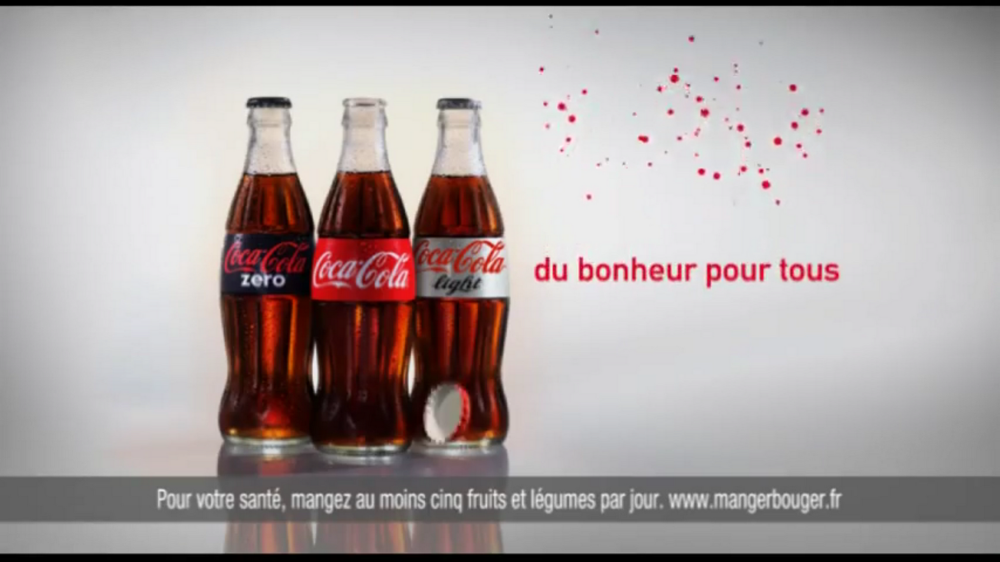 Coca-Cola
zero
Coca-Cola
Coca-Cola
light
du bonheur pour tous
Pour votre santé, mangez au moins cinq fruits et légumes par jour. www.mangerbouger.fr